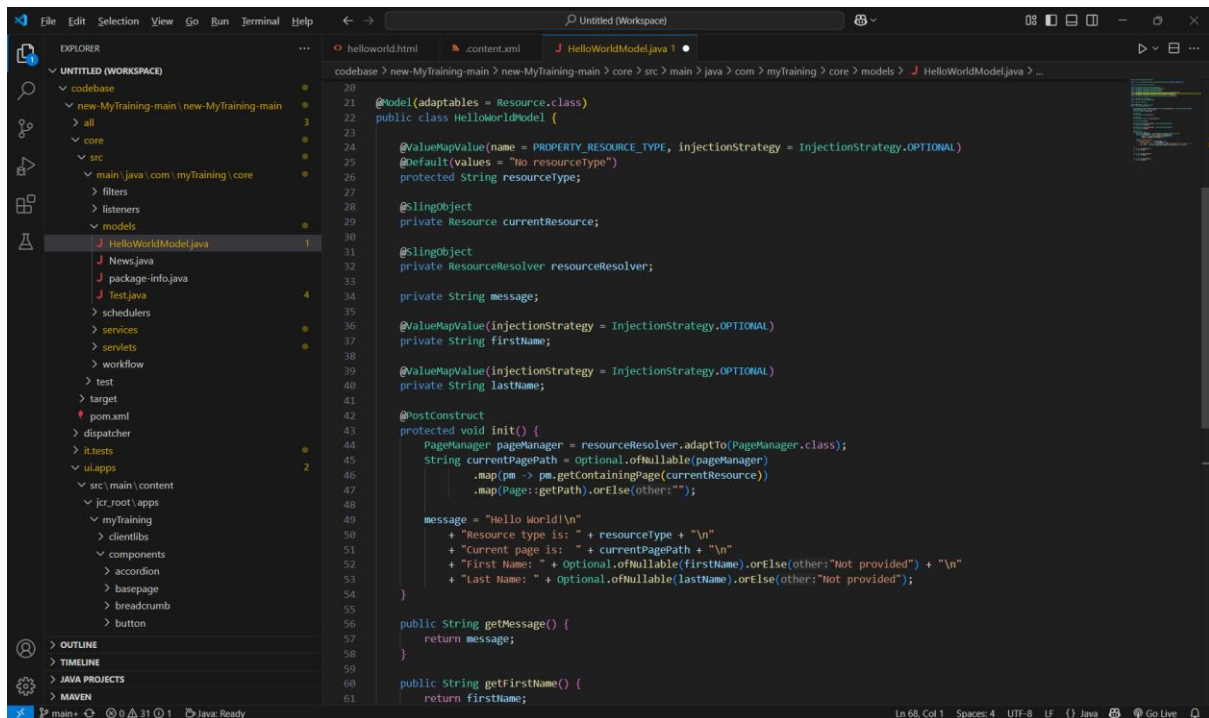 File Edit Selection View Go Run Terminal Help
Untitled (Workspace)
EXPLORER
UNTITLED (WORKSPACE)
codebase
new-MyTraining-main \ new-MyTraining-main
all 3
core
src
main \ java \ com \ myTraining \ core
filters
listeners
models
HelloWorldModel.java 1
News.java
package-info.java
Test.java 4
schedulers
services
servlets
workflow
test
target
pom.xml
dispatcher
it.tests
ui.apps 2
src \ main \ content
jcr_root \ apps
myTraining
clientlibs
components
accordion
basepage
breadcrumb
button
OUTLINE
TIMELINE
JAVA PROJECTS
MAVEN
helloworld.html .content.xml HelloWorldModel.java 1
codebase > new-MyTraining-main > new-MyTraining-main > core > src > main > java > com > myTraining > core > models > HelloWorldModel.java > ...
20
21 @Model(adaptables = Resource.class)
22 public class HelloWorldModel {
23
24 @ValueMapValue(name = PROPERTY_RESOURCE_TYPE, injectionStrategy = InjectionStrategy.OPTIONAL)
25 @Default(values = "No resourceType")
26 protected String resourceType;
27
28 @SlingObject
29 private Resource currentResource;
30
31 @SlingObject
32 private ResourceResolver resourceResolver;
33
34 private String message;
35
36 @ValueMapValue(injectionStrategy = InjectionStrategy.OPTIONAL)
37 private String firstName;
38
39 @ValueMapValue(injectionStrategy = InjectionStrategy.OPTIONAL)
40 private String lastName;
41
42 @PostConstruct
43 protected void init() {
44 PageManager pageManager = resourceResolver.adaptTo(PageManager.class);
45 String currentPagePath = Optional.ofNullable(pageManager)
46 .map(pm -> pm.getContainingPage(currentResource))
47 .map(Page::getPath).orElse(other:"");
48
49 message = "Hello World!\n"
50 + "Resource type is: " + resourceType + "\n"
51 + "Current page is:  " + currentPagePath + "\n"
52 + "First Name: " + Optional.ofNullable(firstName).orElse(other:"Not provided") + "\n"
53 + "Last Name: " + Optional.ofNullable(lastName).orElse(other:"Not provided");
54 }
55
56 public String getMessage() {
57 return message;
58 }
59
60 public String getFirstName() {
61 return firstName;
main+ 0 31 1 Java: Ready Ln 68, Col 1 Spaces: 4 UTF-8 LF {} Java Go Live